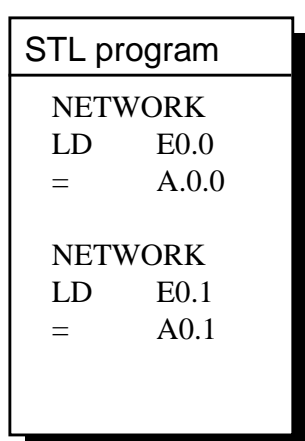 STL program
NETWORK
LD E0.0
= A.0.0
NETWORK
LD E0.1
= A0.1